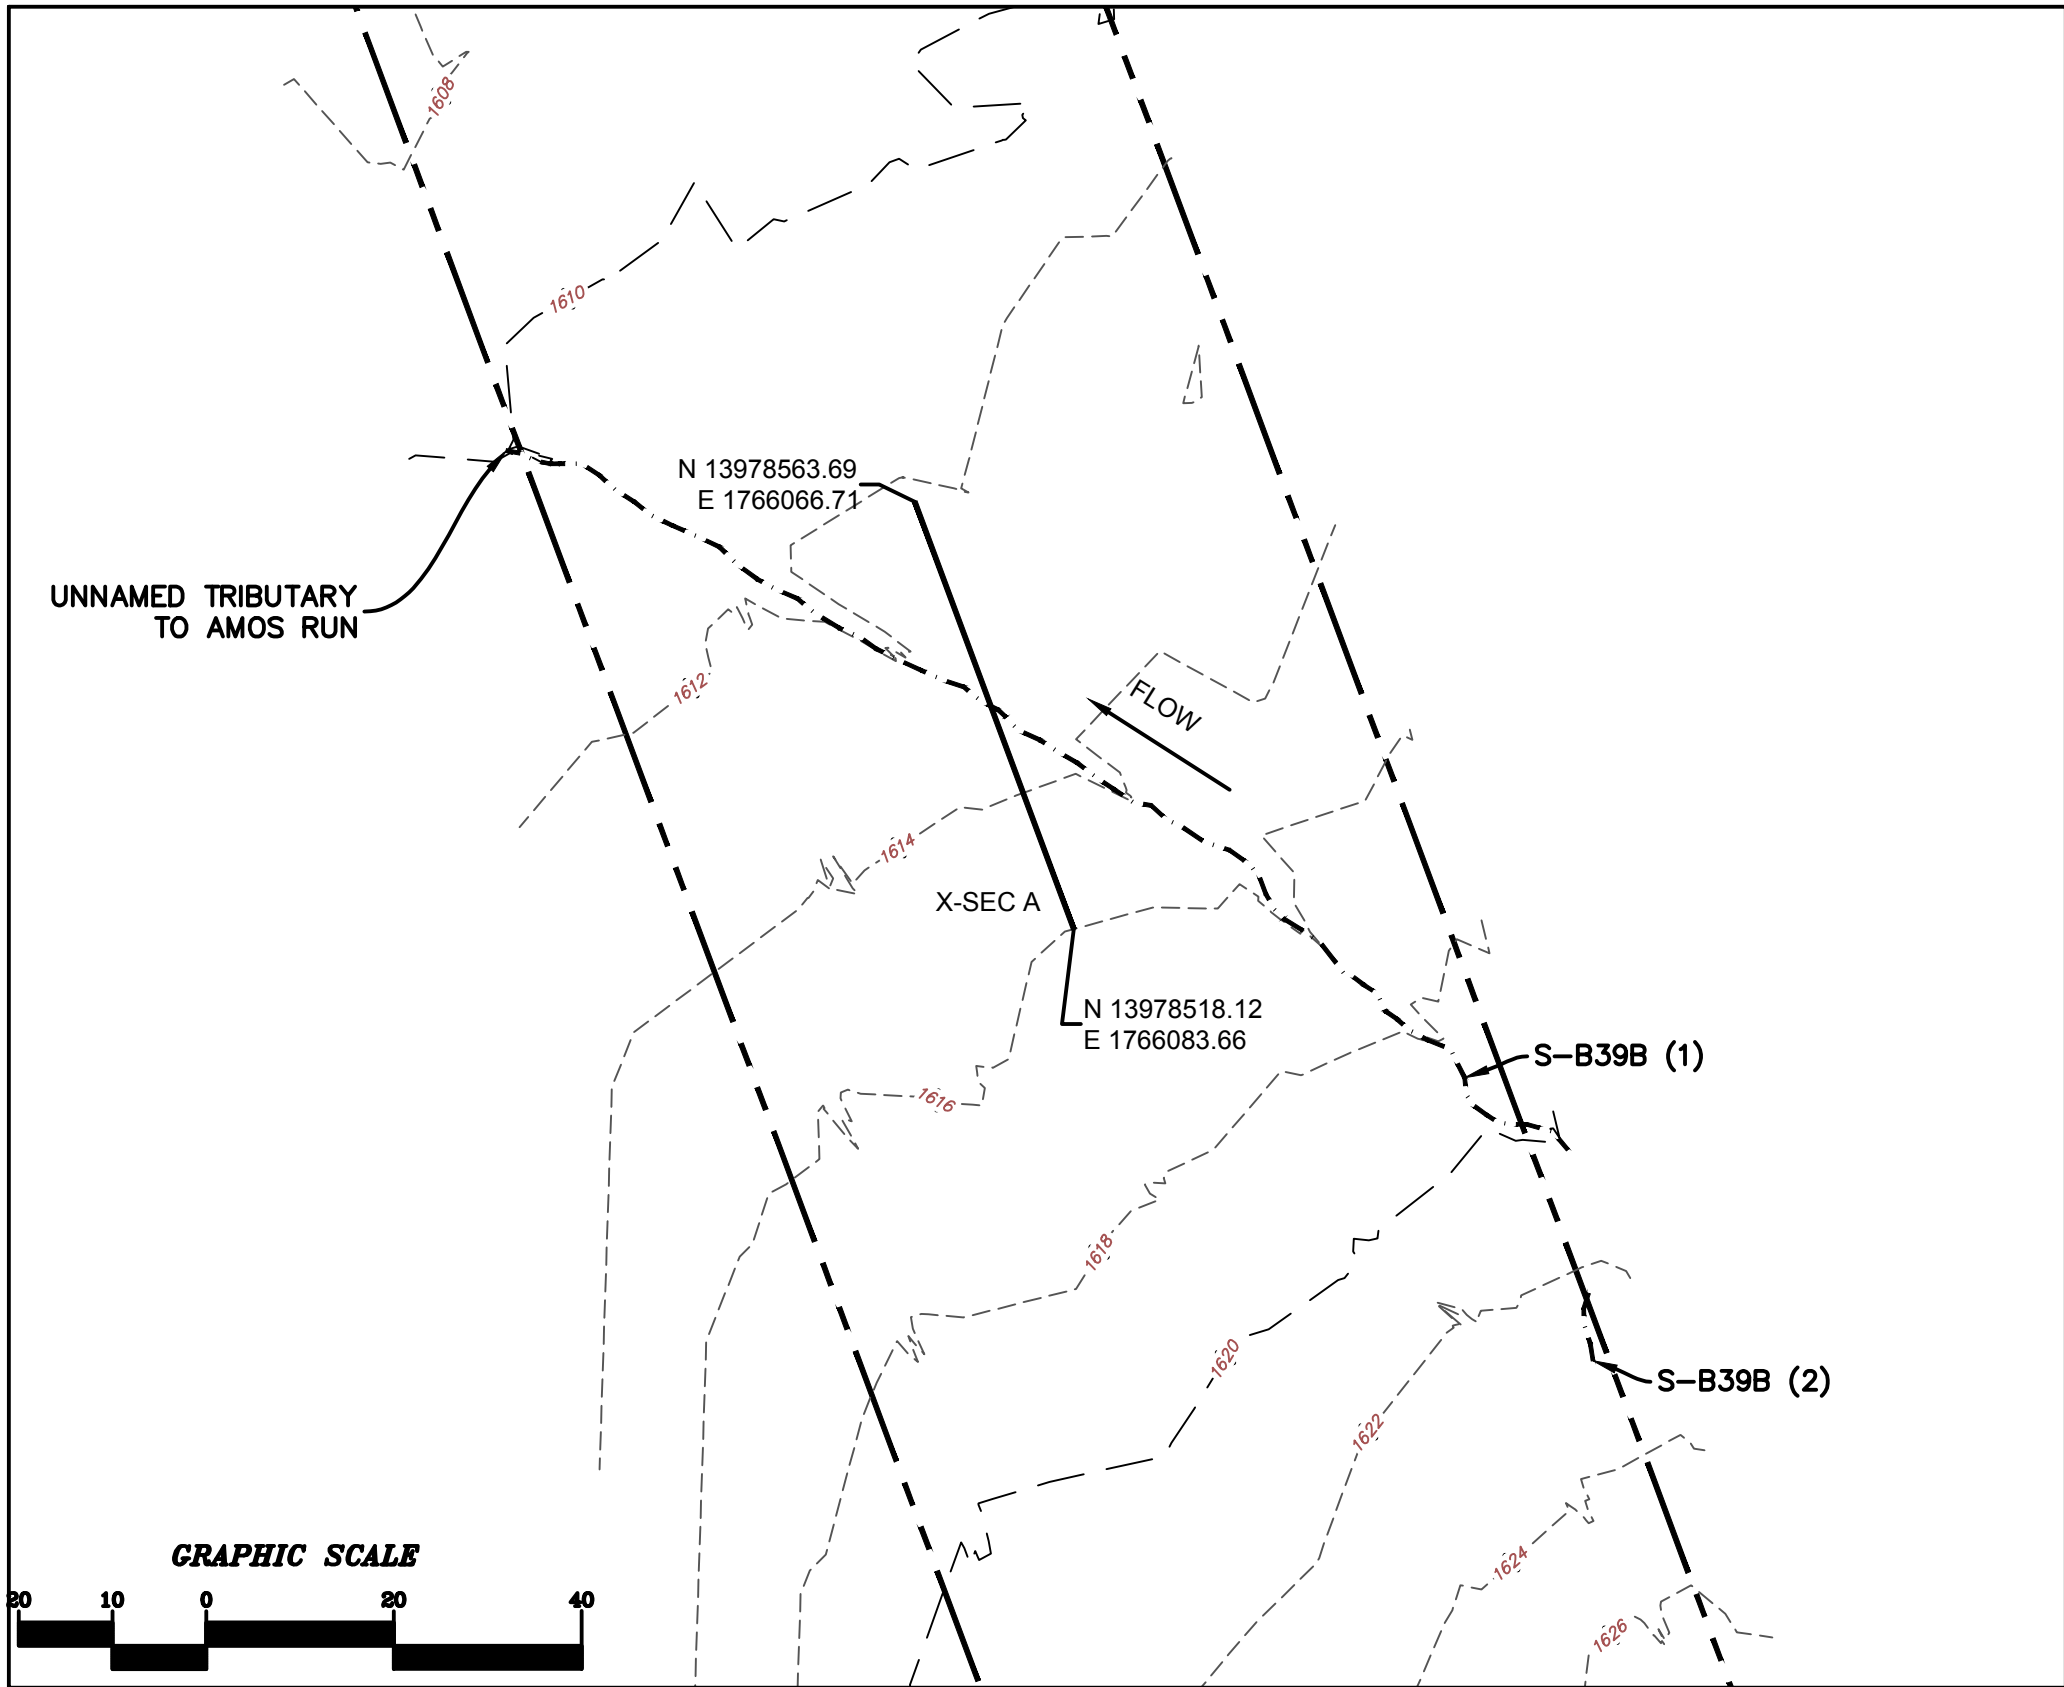 1608
1610
N 13978563.69
E 1766066.71
UNNAMED TRIBUTARY
TO AMOS RUN
1612
FLOW
1614
X-SEC A
N 13978518.12
E 1766083.66
S-B39B (1)
1616
1618
1620
S-B39B (2)
1622
1624
1626
GRAPHIC SCALE
20 10 0 20 40